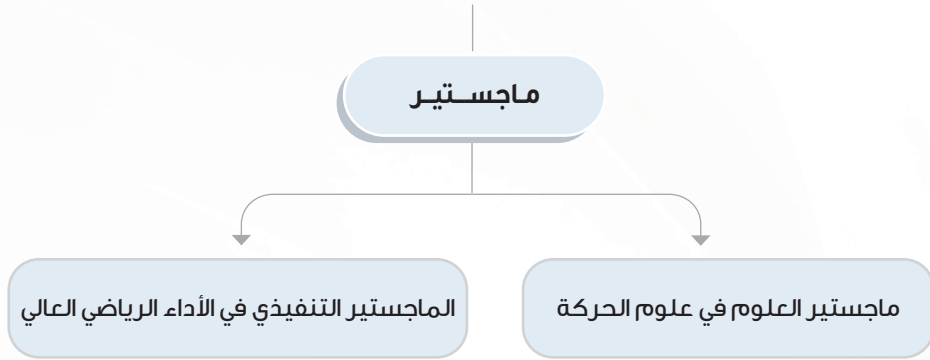 ماجستير
ماجستير العلوم في علوم الحركة
الماجستير التنفيذي في الأداء الرياضي العالي